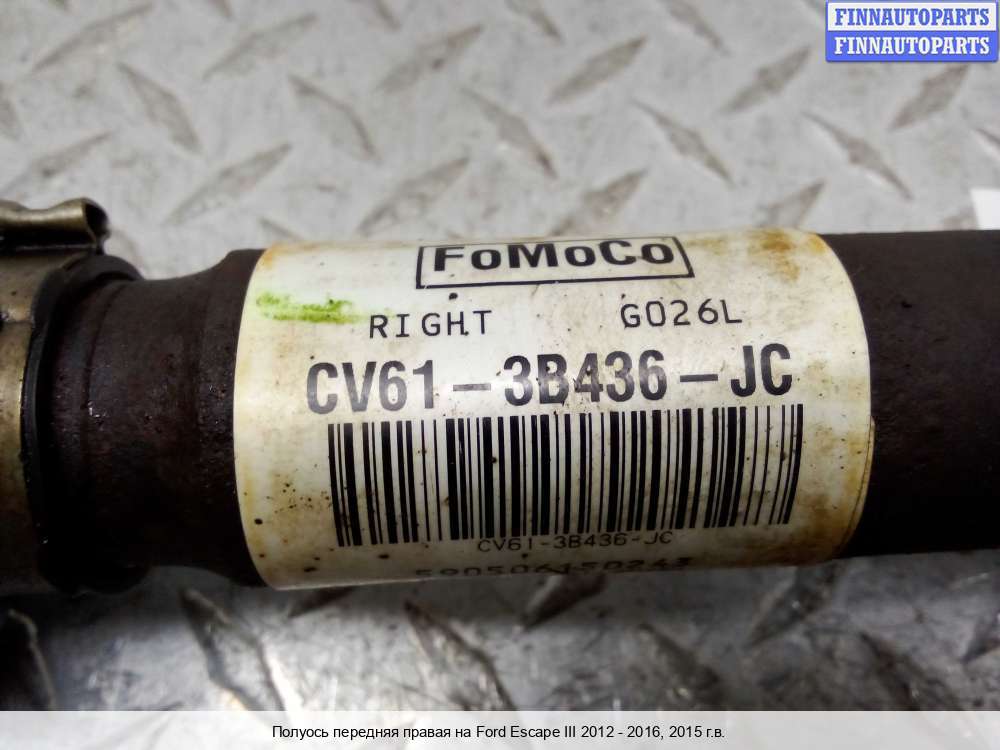 FINNAUTOPARTS
FINNAUTOPARTS
FoMoCo
RIGHT G026L
CV61-3B436-JC
CV61-3B436-JC
Полуось передняя правая на Ford Escape III 2012 - 2016, 2015 г.в.